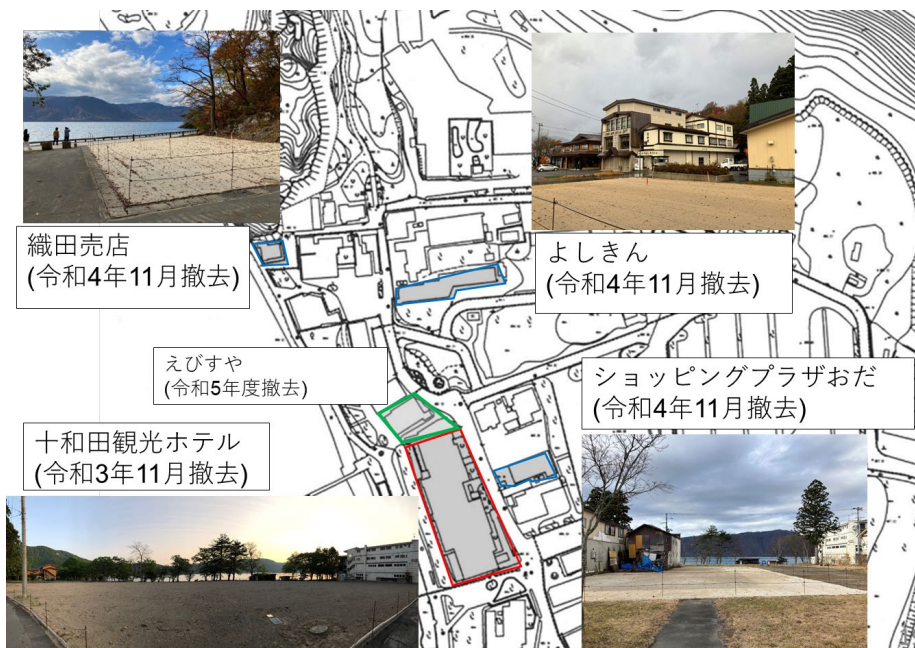 織田売店
(令和4年11月撤去)
よしきん
(令和4年11月撤去)
えびすや
(令和5年度撤去)
ショッピングプラザおだ
(令和4年11月撤去)
十和田観光ホテル
(令和3年11月撤去)